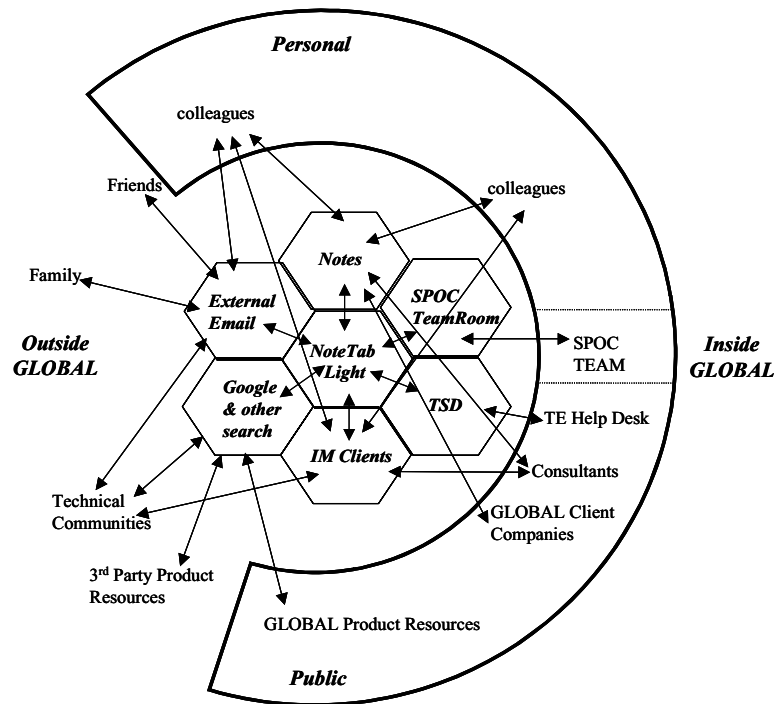 Personal
colleagues
Friends
colleagues
Notes
Family
SPOC
TeamRoom
External
Email
Outside
GLOBAL
NoteTab
/Light
SPOC
TEAM
Inside
GLOBAL
Google
& other
search
TSD
TE Help Desk
IM Clients
Consultants
Technical
Communities
GLOBAL Client
Companies
3rd Party Product
Resources
GLOBAL Product Resources
Public